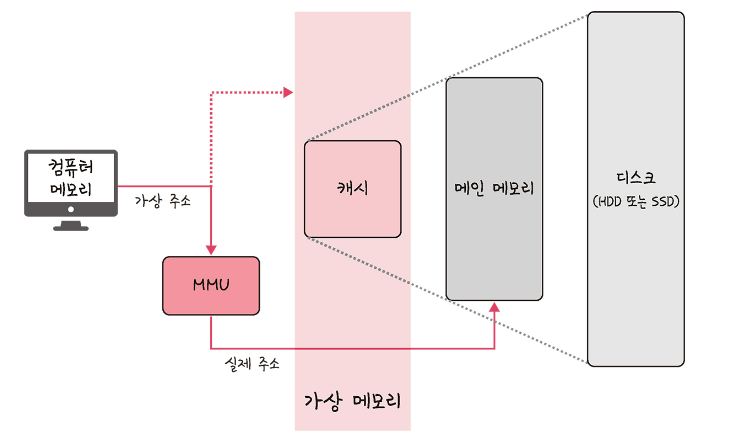 컴퓨터
메모리
가상 주소
MMU
실제 주소
캐시
가상 메모리
메인 메모리
디스크
(HDD 또는 SSD)